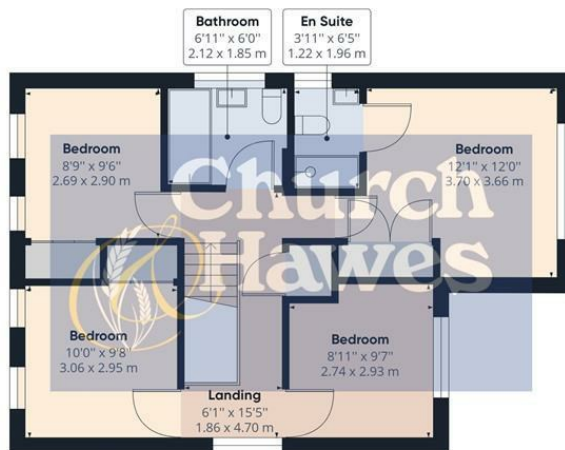 Bathroom
6'11" x 6'0"
2.12 x 1.85 m
En Suite
3'11" x 6'5"
1.22 x 1.96 m
Bedroom
8'9" x 9'6"
2.69 x 2.90 m
Bedroom
12'1" x 12'0"
3.70 x 3.66 m
Church
& Hawes
Bedroom
10'0" x 9'8"
3.06 x 2.95 m
Bedroom
8'11" x 9'7"
2.74 x 2.93 m
Landing
6'1" x 15'5"
1.86 x 4.70 m